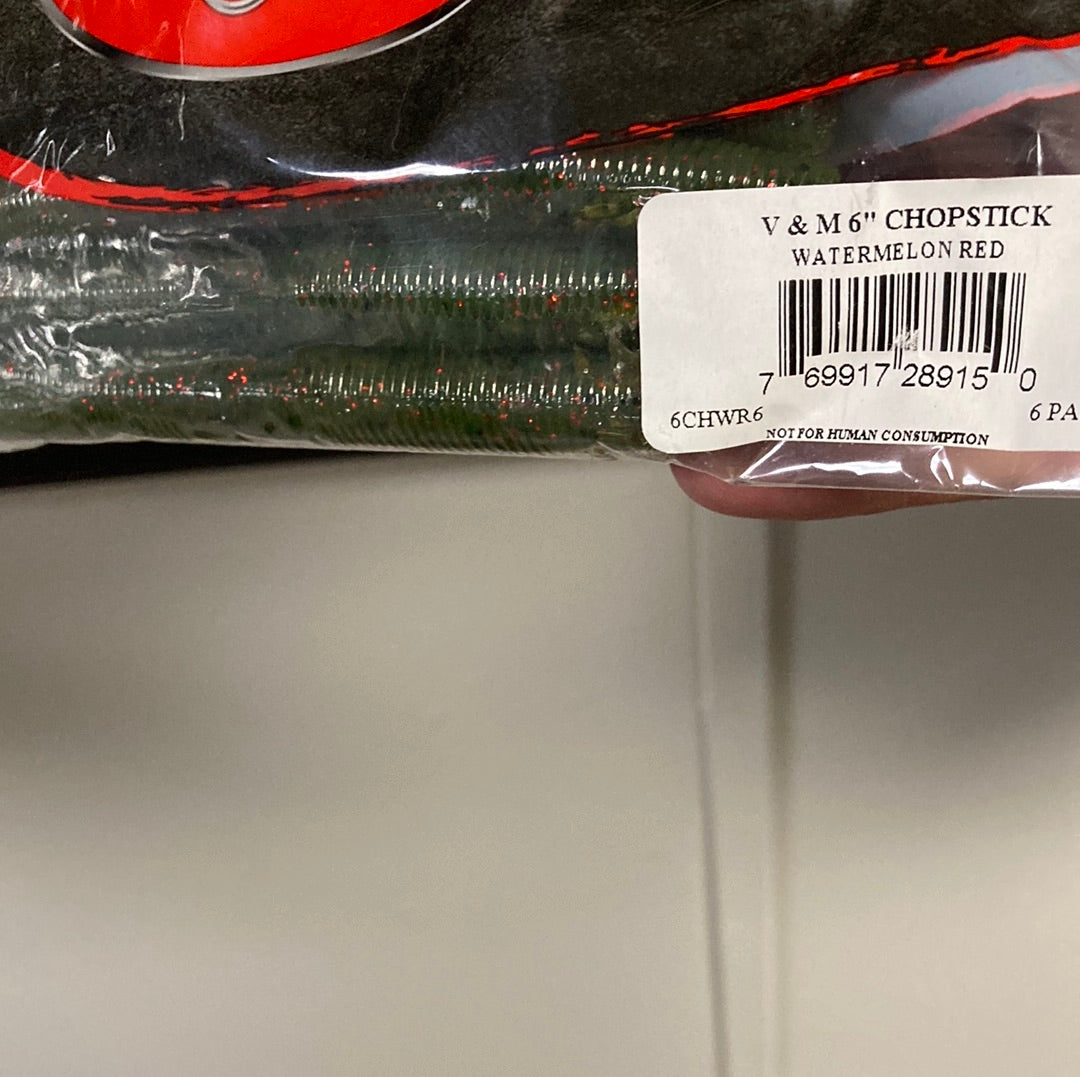 V & M 6" CHOPSTICK
WATERMELON RED
7 69917 28915 0
6CHWR6 6 PA
NOT FOR HUMAN CONSUMPTION